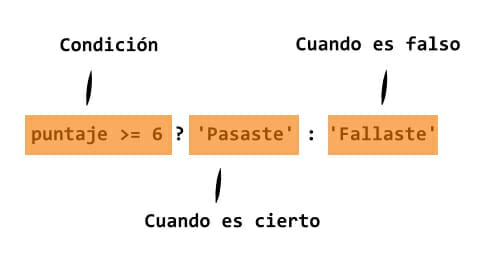 Condición
Cuando es falso
puntaje >= 6 ? 'Pasaste' : 'Fallaste'
Cuando es cierto